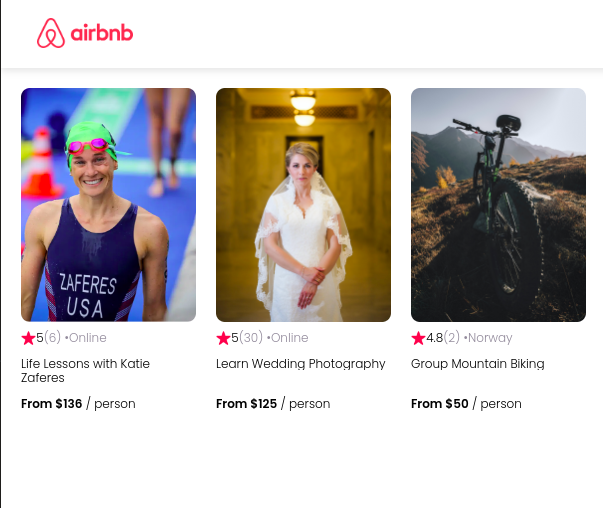 airbnb
ZAFERES
USA
5(6) •Online
Life Lessons with Katie
Zaferes
From $136 / person
5(30) •Online
Learn Wedding Photography
From $125 / person
4.8(2) •Norway
Group Mountain Biking
From $50 / person